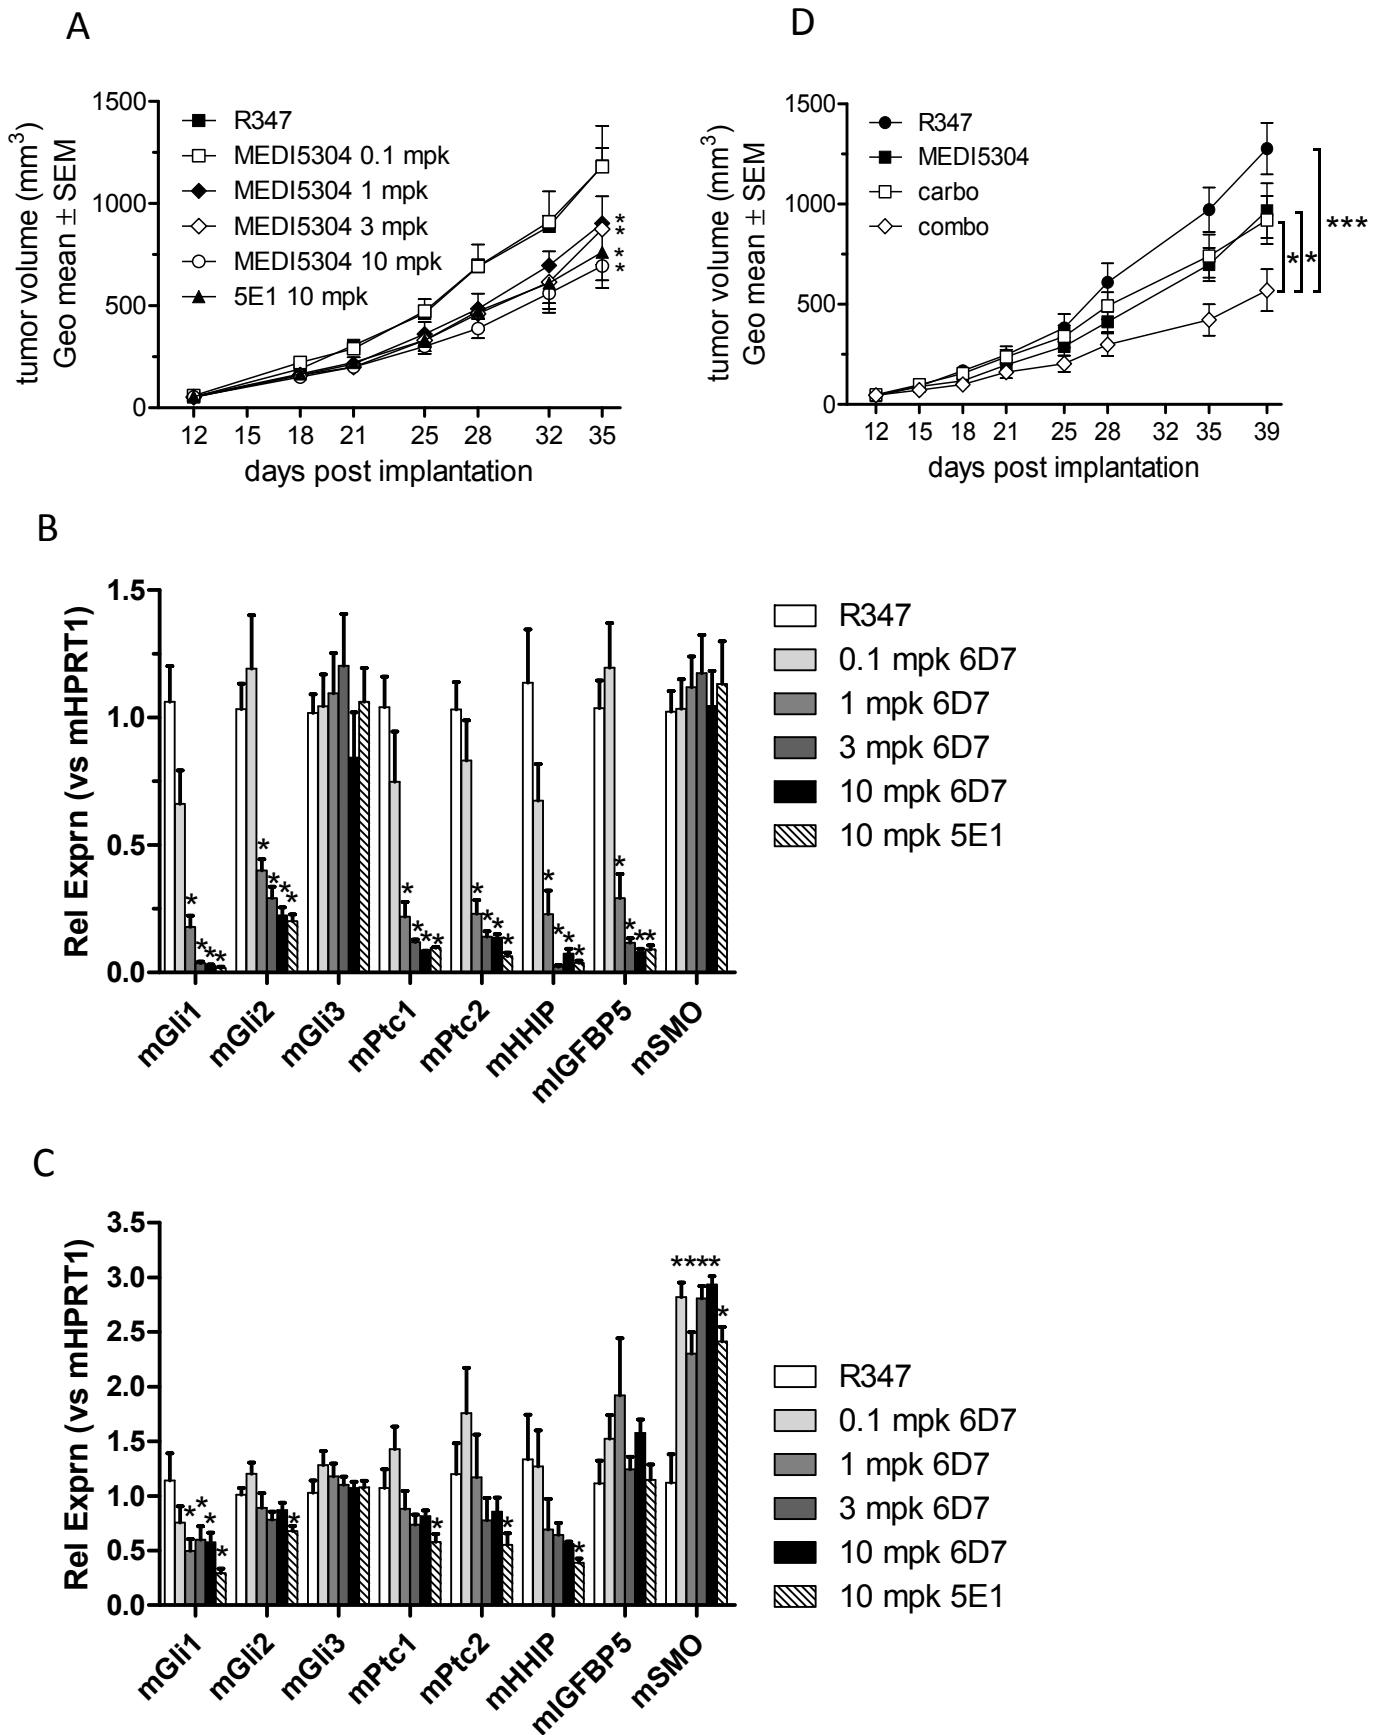 A
tumor volume (mm3)
Geo mean ± SEM
1500
1000
500
0
R347
MEDI5304 0.1 mpk
MEDI5304 1 mpk
MEDI5304 3 mpk
MEDI5304 10 mpk
5E1 10 mpk
*
*
*
*
12 15 18 21 25 28 32 35
days post implantation
D
tumor volume (mm3)
Geo mean ± SEM
1500
1000
500
0
R347
MEDI5304
carbo
combo
* * ***
12 15 18 21 25 28 32 35 39
days post implantation
B
Rel Exprn (vs mHPRT1)
1.5
1.0
0.5
0.0
* * * *
* * * *
* * * *
* * * *
* * * *
* * * *
mGli1 mGli2 mGli3 mPtc1 mPtc2 mHHIP mIGFBP5 mSMO
R347
0.1 mpk 6D7
1 mpk 6D7
3 mpk 6D7
10 mpk 6D7
10 mpk 5E1
C
Rel Exprn (vs mHPRT1)
3.5
3.0
2.5
2.0
1.5
1.0
0.5
0.0
* * * *
*
*
*
*
**** *
mGli1 mGli2 mGli3 mPtc1 mPtc2 mHHIP mIGFBP5 mSMO
R347
0.1 mpk 6D7
1 mpk 6D7
3 mpk 6D7
10 mpk 6D7
10 mpk 5E1